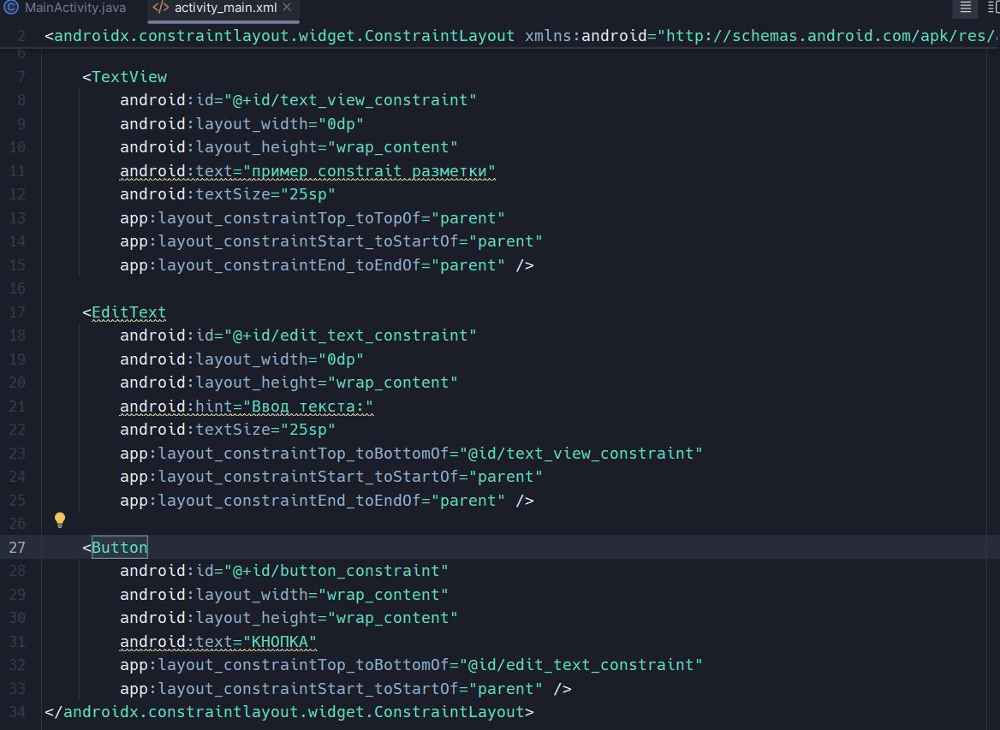 MainActivity.java
activity_main.xml
2 <androidx.constraintlayout.widget.ConstraintLayout xmlns:android="http://schemas.android.com/apk/res/
6
7 <TextView
8 android:id="@+id/text_view_constraint"
9 android:layout_width="0dp"
10 android:layout_height="wrap_content"
11 android:text="пример constrait разметки"
12 android:textSize="25sp"
13 app:layout_constraintTop_toTopOf="parent"
14 app:layout_constraintStart_toStartOf="parent"
15 app:layout_constraintEnd_toEndOf="parent" />
16
17 <EditText
18 android:id="@+id/edit_text_constraint"
19 android:layout_width="0dp"
20 android:layout_height="wrap_content"
21 android:hint="Ввод текста:"
22 android:textSize="25sp"
23 app:layout_constraintTop_toBottomOf="@id/text_view_constraint"
24 app:layout_constraintStart_toStartOf="parent"
25 app:layout_constraintEnd_toEndOf="parent" />
26
27 <Button
28 android:id="@+id/button_constraint"
29 android:layout_width="wrap_content"
30 android:layout_height="wrap_content"
31 android:text="КНОПКА"
32 app:layout_constraintTop_toBottomOf="@id/edit_text_constraint"
33 app:layout_constraintStart_toStartOf="parent" />
34 </androidx.constraintlayout.widget.ConstraintLayout>